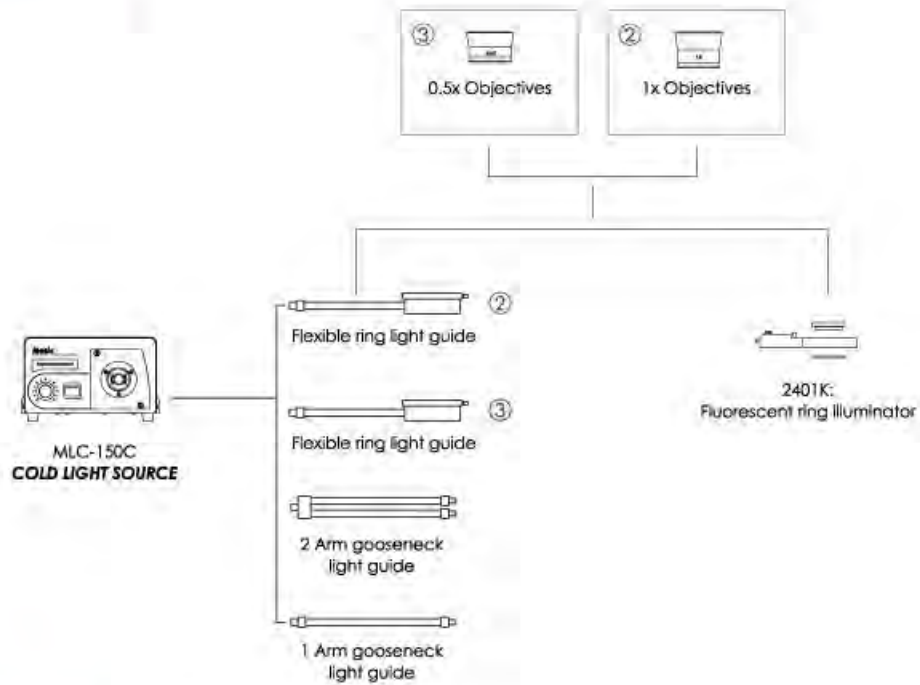 ③
0.5x Objectives
②
1x Objectives
②
Flexible ring light guide
③
Flexible ring light guide
MLC-150C
COLD LIGHT SOURCE
2401K:
Fluorescent ring illuminator
2 Arm gooseneck
light guide
1 Arm gooseneck
light guide